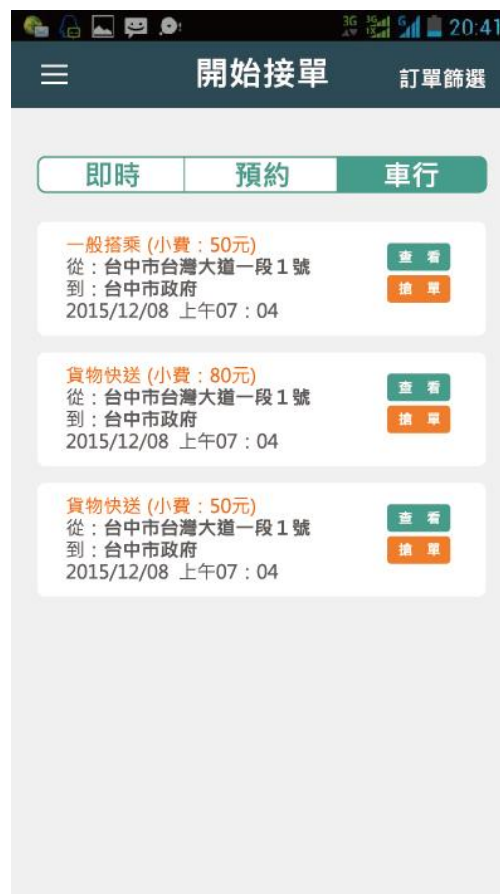 3G 3G 1X G 20:41
開始接單 訂單篩選
即時 預約 車行
一般搭乘 (小費：50元)
從：台中市台灣大道一段１號
到：台中市政府
2015/12/08 上午07：04
查 看
搶 單
貨物快送 (小費：80元)
從：台中市台灣大道一段１號
到：台中市政府
2015/12/08 上午07：04
查 看
搶 單
貨物快送 (小費：50元)
從：台中市台灣大道一段１號
到：台中市政府
2015/12/08 上午07：04
查 看
搶 單